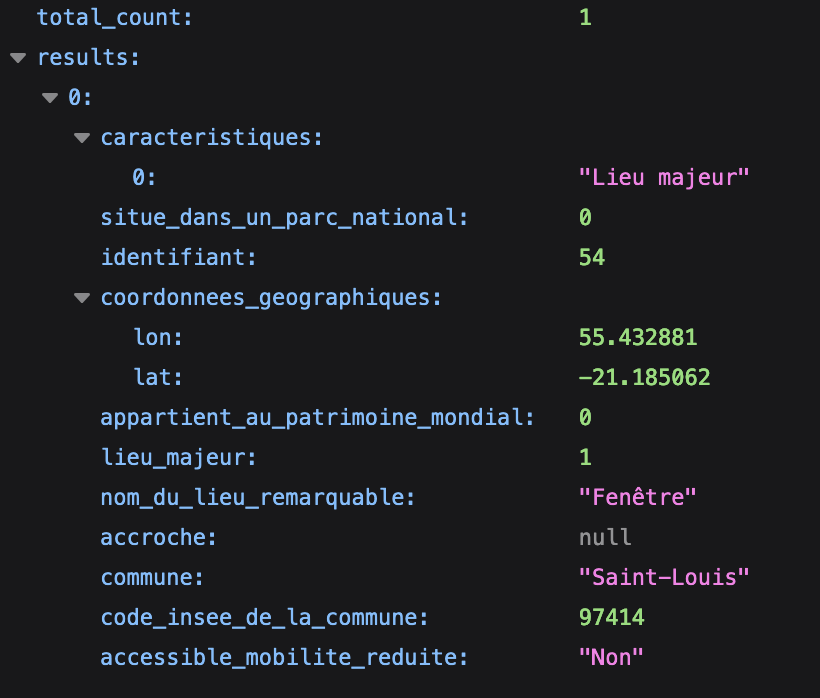 total_count: 1
results:
0:
caracteristiques:
0: "Lieu majeur"
situe_dans_un_parc_national: 0
identifiant: 54
coordonnees_geographiques:
lon: 55.432881
lat: -21.185062
appartient_au_patrimoine_mondial: 0
lieu_majeur: 1
nom_du_lieu_remarquable: "Fenêtre"
accroche: null
commune: "Saint-Louis"
code_insee_de_la_commune: 97414
accessible_mobilite_reduite: "Non"